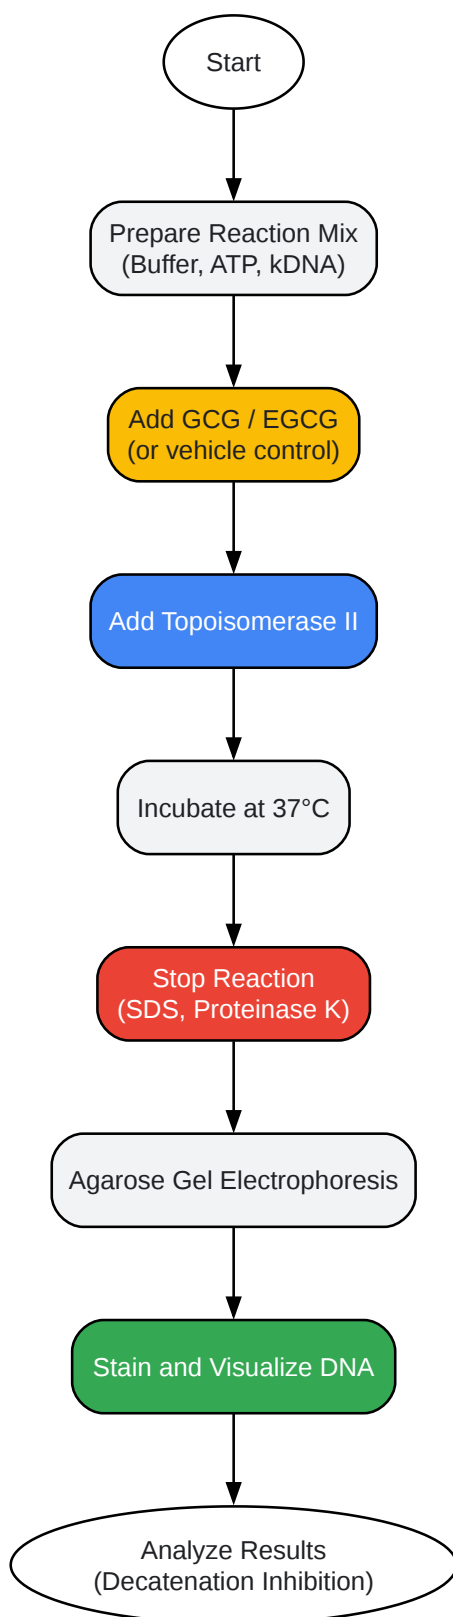 Start
Prepare Reaction Mix
(Buffer, ATP, kDNA)
Add GCG / EGCG
(or vehicle control)
Add Topoisomerase II
Incubate at 37°C
Stop Reaction
(SDS, Proteinase K)
Agarose Gel Electrophoresis
Stain and Visualize DNA
Analyze Results
(Decatenation Inhibition)